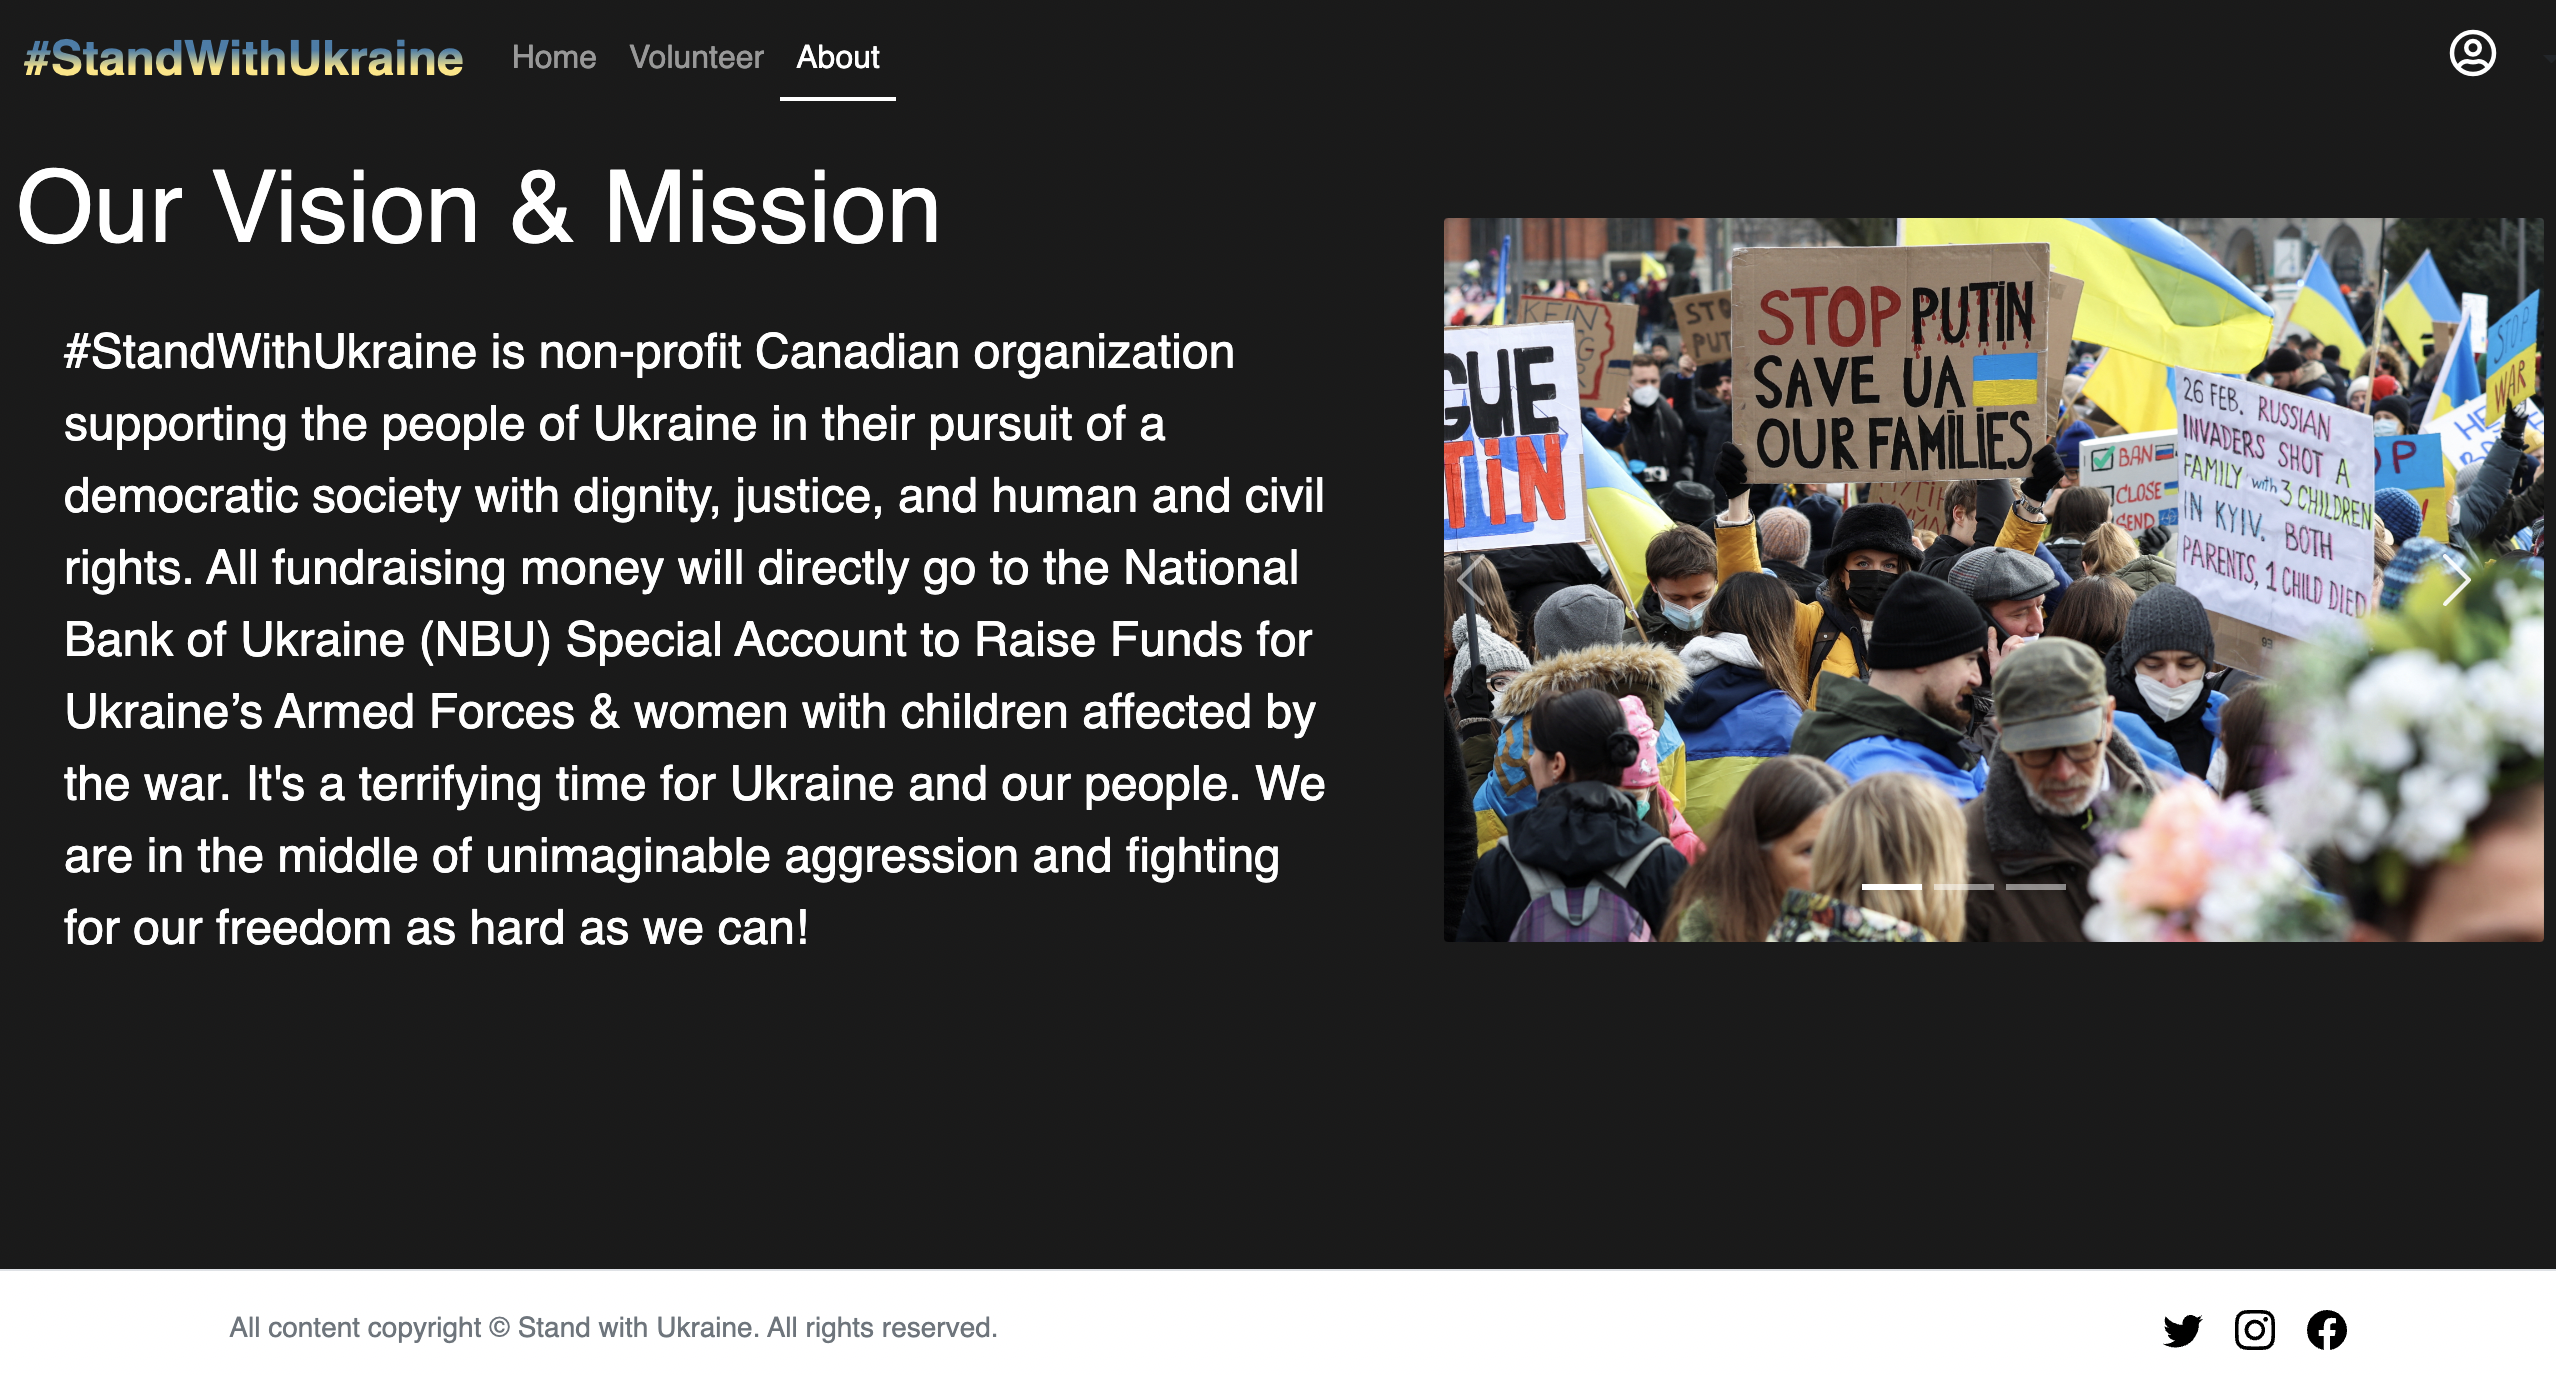 #StandWithUkraine Home Volunteer About
Our Vision & Mission
#StandWithUkraine is non-profit Canadian organization
supporting the people of Ukraine in their pursuit of a
democratic society with dignity, justice, and human and civil
rights. All fundraising money will directly go to the National
Bank of Ukraine (NBU) Special Account to Raise Funds for
Ukraine’s Armed Forces & women with children affected by
the war. It's a terrifying time for Ukraine and our people. We
are in the middle of unimaginable aggression and fighting
for our freedom as hard as we can!
KEIN
STO
PUT
GUE
TiN
STOP PUTiN
SAVE UA
OUR FAMiLiES
BAN
CLOSE
SEND
26 FEB. RUSSIAN
INVADERS SHOT A
FAMILY with 3 CHILDREN
IN KYIV. BOTH
PARENTS, 1 CHILD DIED
STOP
WAR
OP
All content copyright © Stand with Ukraine. All rights reserved.